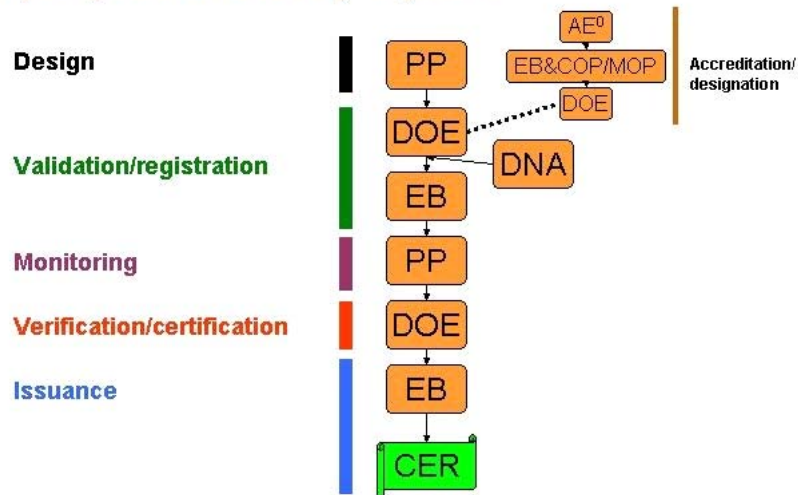 Design
PP
AE⁰
EB&COP/MOP
DOE
Accreditation/
designation
Validation/registration
DOE
DNA
EB
Monitoring
PP
Verification/certification
DOE
Issuance
EB
CER